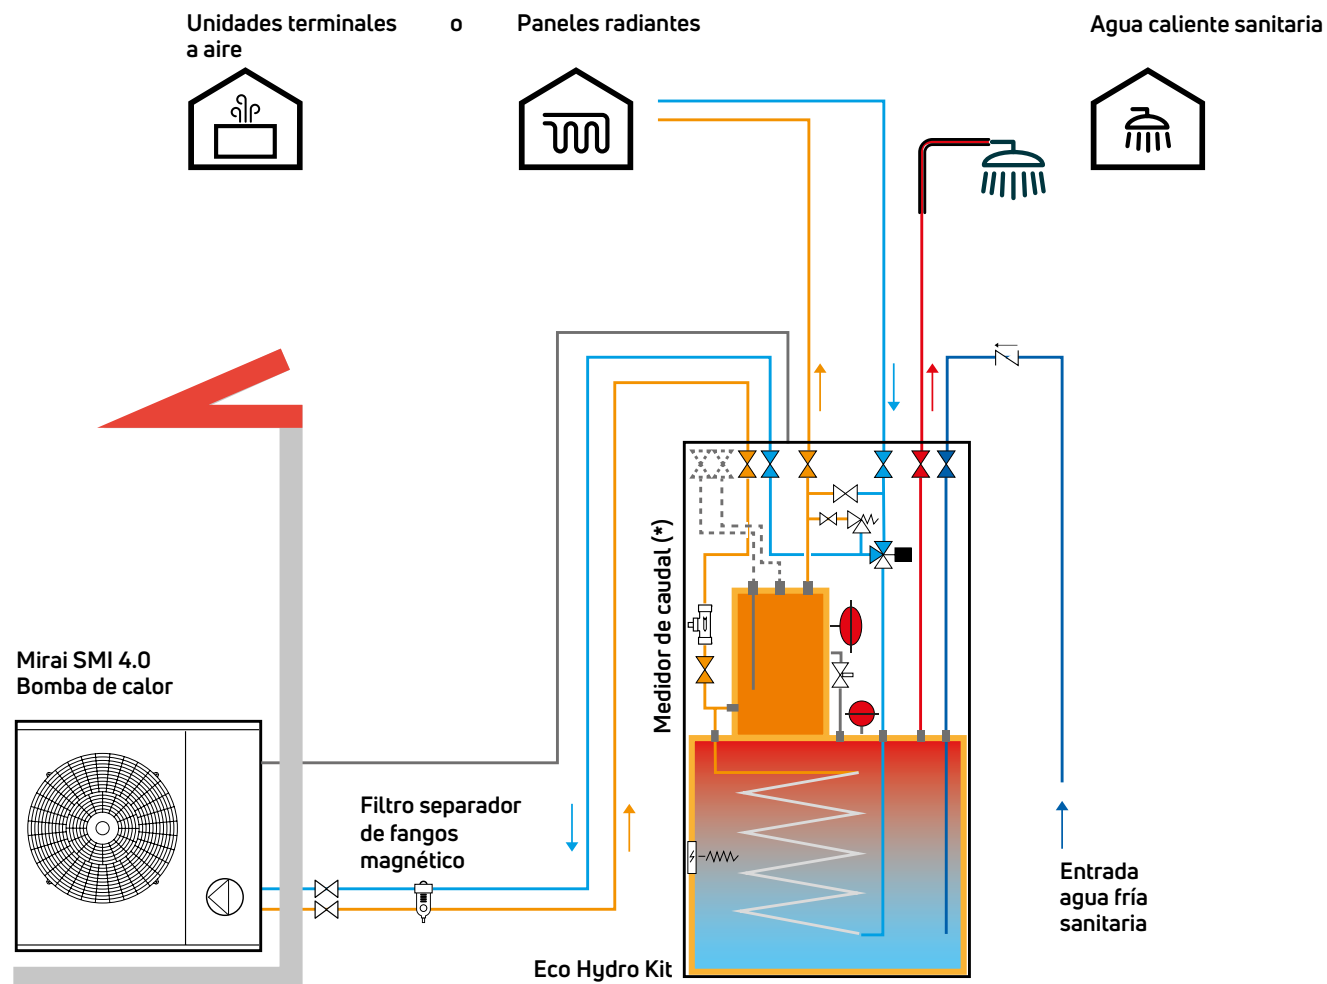 Unidades terminales
a aire
o
Paneles radiantes
Agua caliente sanitaria
Medidor de caudal (*)
Mirai SMI 4.0
Bomba de calor
Filtro separador
de fangos
magnético
Entrada
agua fría
sanitaria
Eco Hydro Kit